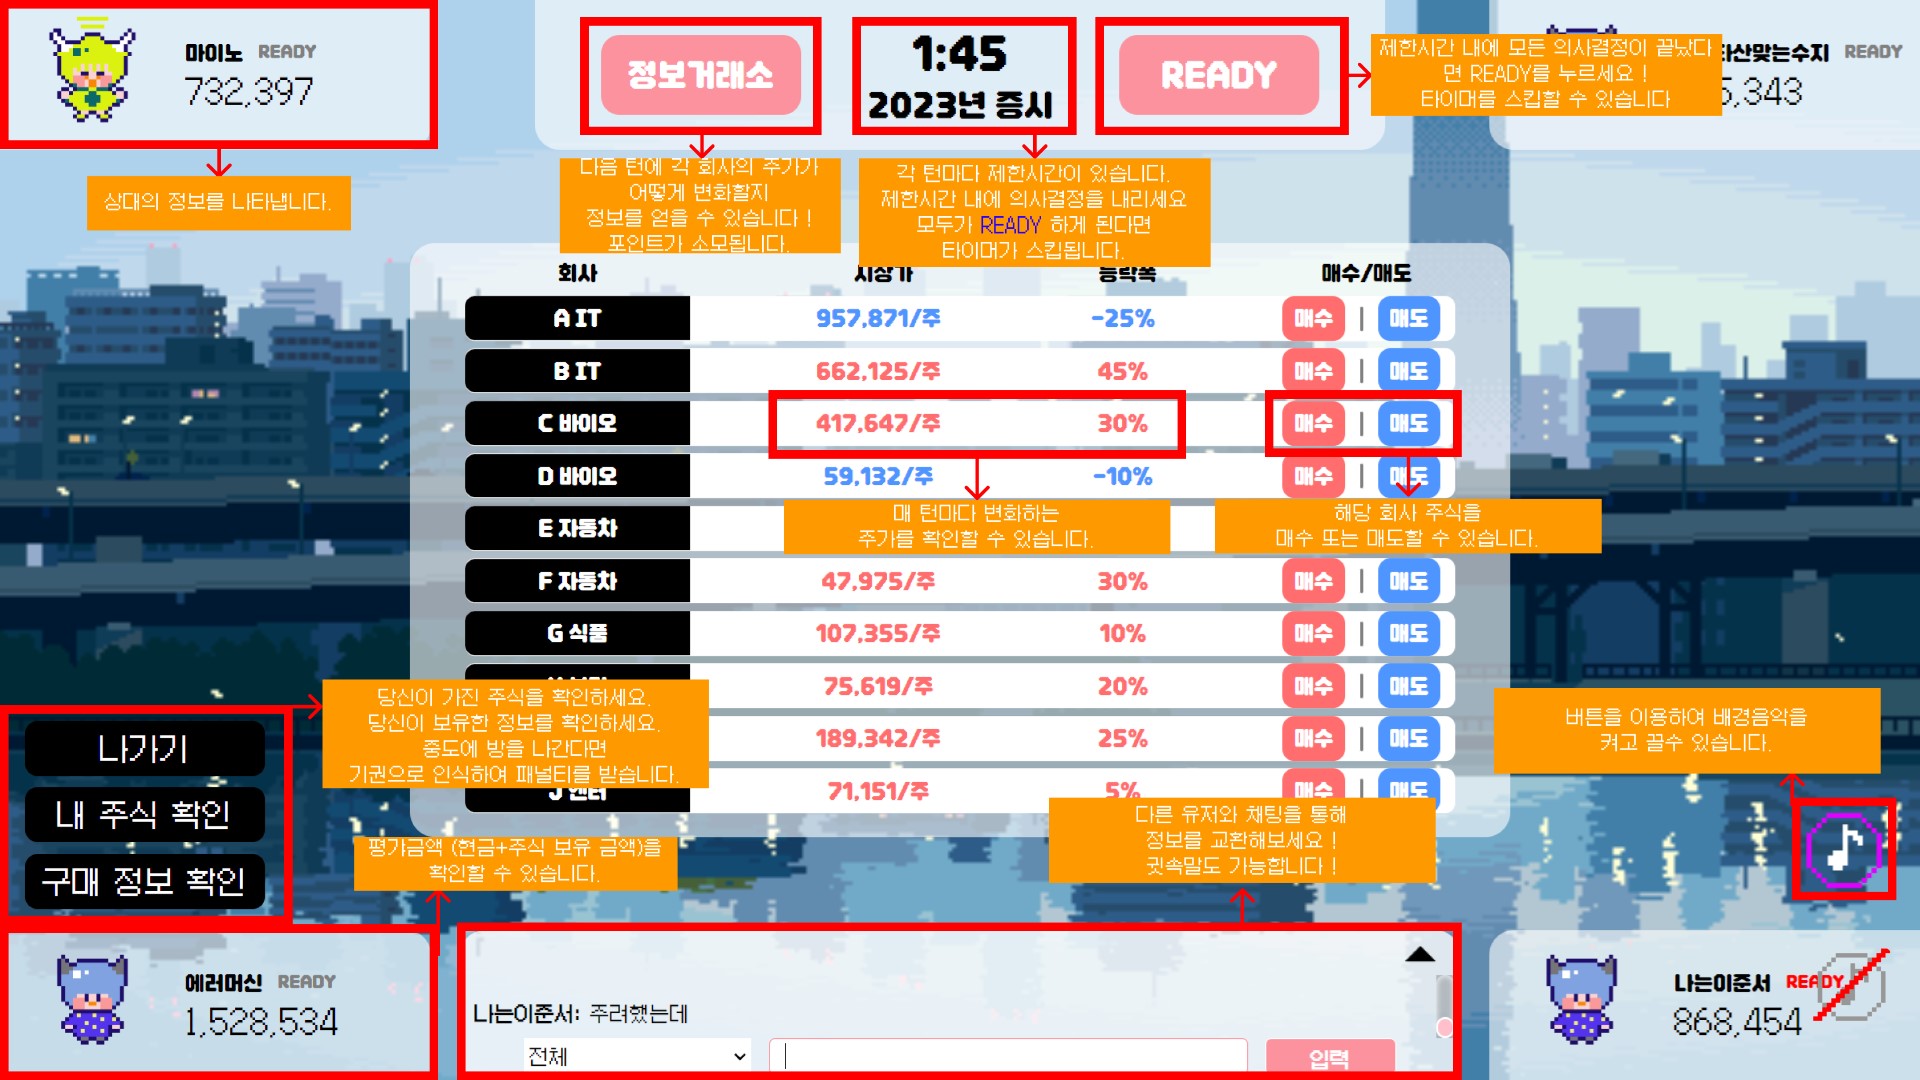 마이노 READY
732,397
상대의 정보를 나타냅니다.
정보거래소
다음 턴에 각 회사의 주가가
어떻게 변화할지
정보를 얻을 수 있습니다 !
포인트가 소모됩니다.
1:45
2023년 증시
각 턴마다 제한시간이 있습니다.
제한시간 내에 의사결정을 내리세요
모두가 READY 하게 된다면
타이머가 스킵됩니다.
READY
제한시간 내에 모든 의사결정이 끝났다
면 READY를 누르세요 !
타이머를 스킵할 수 있습니다
산맞는수지 READY
5,343
회사 시장가 등락폭 매수/매도
A IT 957,871/주 -25% 매수 | 매도
B IT 662,125/주 45% 매수 | 매도
C 바이오 417,647/주 30% 매수 | 매도
D 바이오 59,132/주 -10% 매수 | 매도
매 턴마다 변화하는
주가를 확인할 수 있습니다.
해당 회사 주식을
매수 또는 매도할 수 있습니다.
E 자동차
F 자동차 47,975/주 30% 매수 | 매도
G 식품 107,355/주 10% 매수 | 매도
75,619/주 20% 매수 | 매도
189,342/주 25% 매수 | 매도
J 엔터 71,151/주 5% 매수 | 매도
당신이 가진 주식을 확인하세요.
당신이 보유한 정보를 확인하세요.
중도에 방을 나간다면
기권으로 인식하여 패널티를 받습니다.
나가기
내 주식 확인
구매 정보 확인
버튼을 이용하여 배경음악을
켜고 끌수 있습니다.
평가금액 (현금+주식 보유 금액)을
확인할 수 있습니다.
다른 유저와 채팅을 통해
정보를 교환해보세요 !
귓속말도 가능합니다 !
에러머신 READY
1,528,534
나는이준서: 주려했는데
전체
입력
나는이준서 READY
868,454